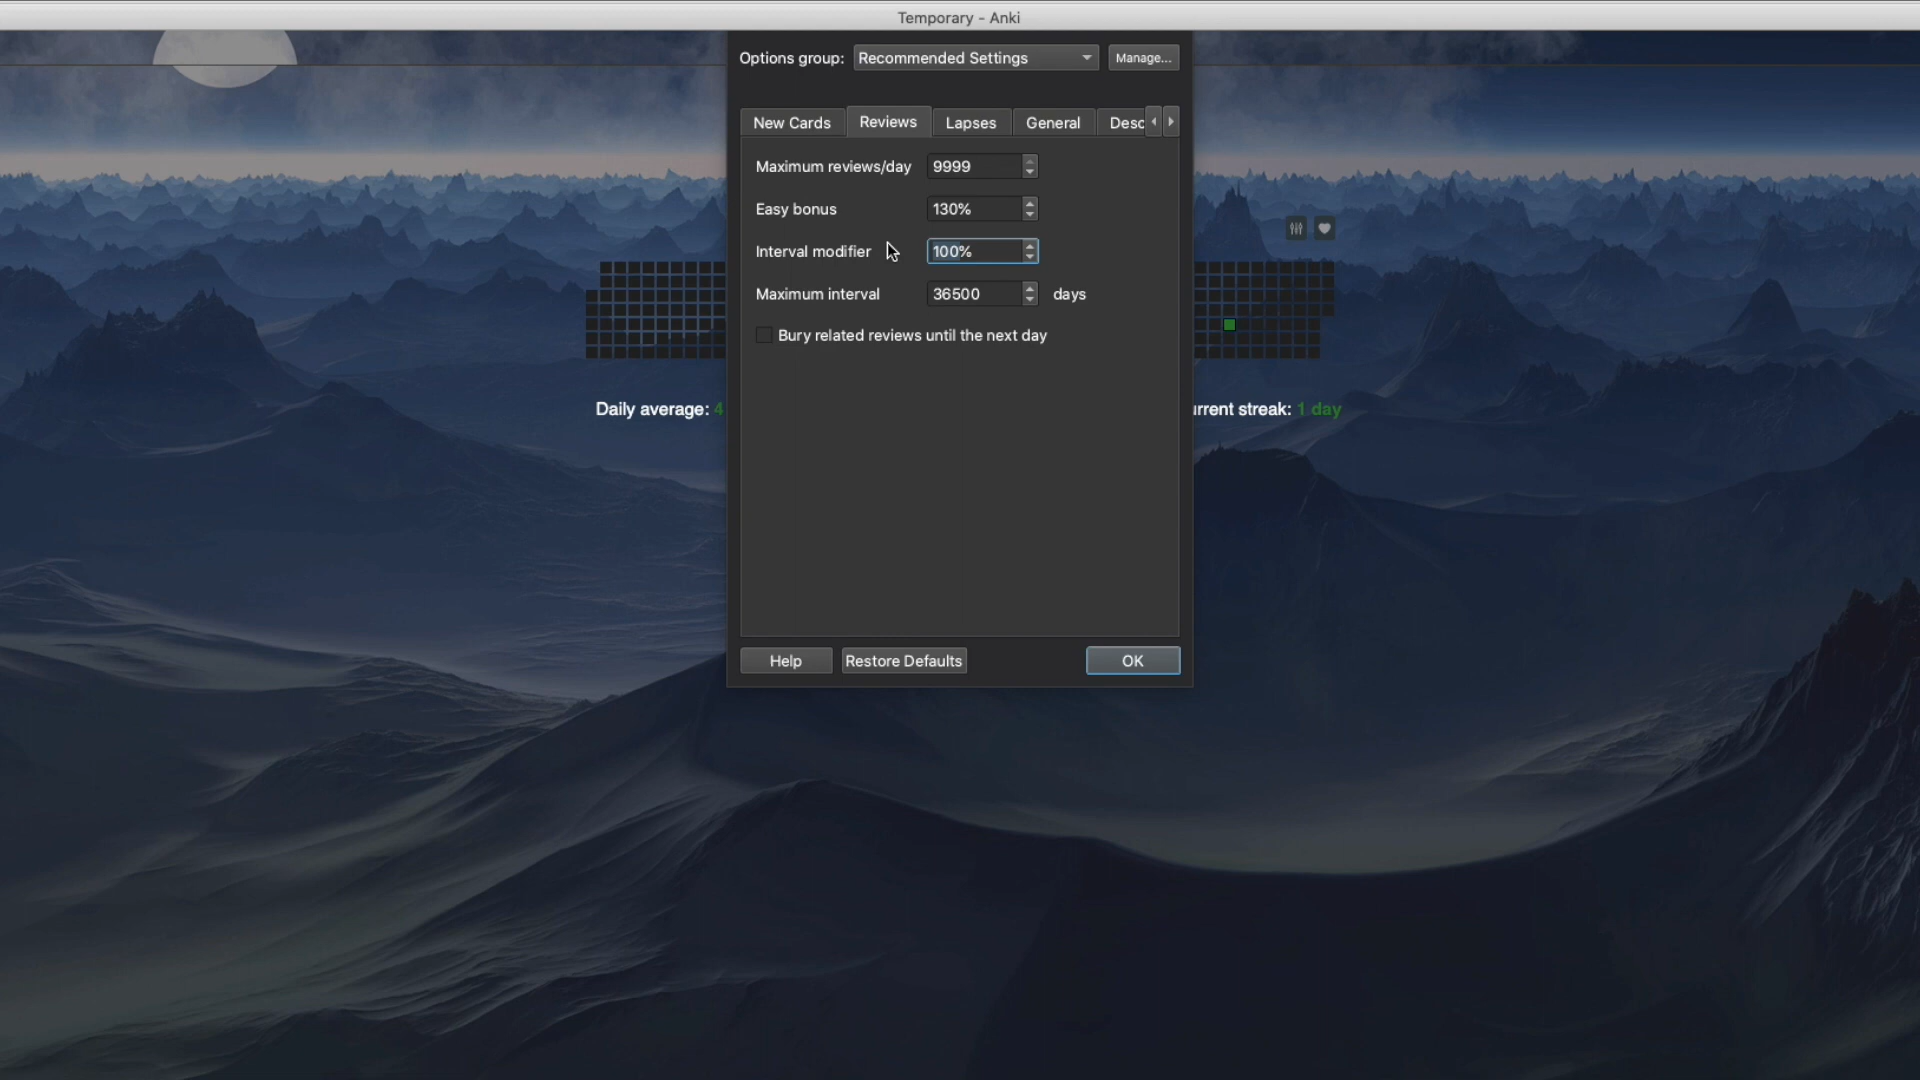 Temporary - Anki
Options group: Recommended Settings Manage...
New Cards Reviews Lapses General Desc
Maximum reviews/day 9999
Easy bonus 130%
Interval modifier 100%
Maximum interval 36500 days
Bury related reviews until the next day
Daily average: 4
urrent streak: 1 day
Help Restore Defaults OK